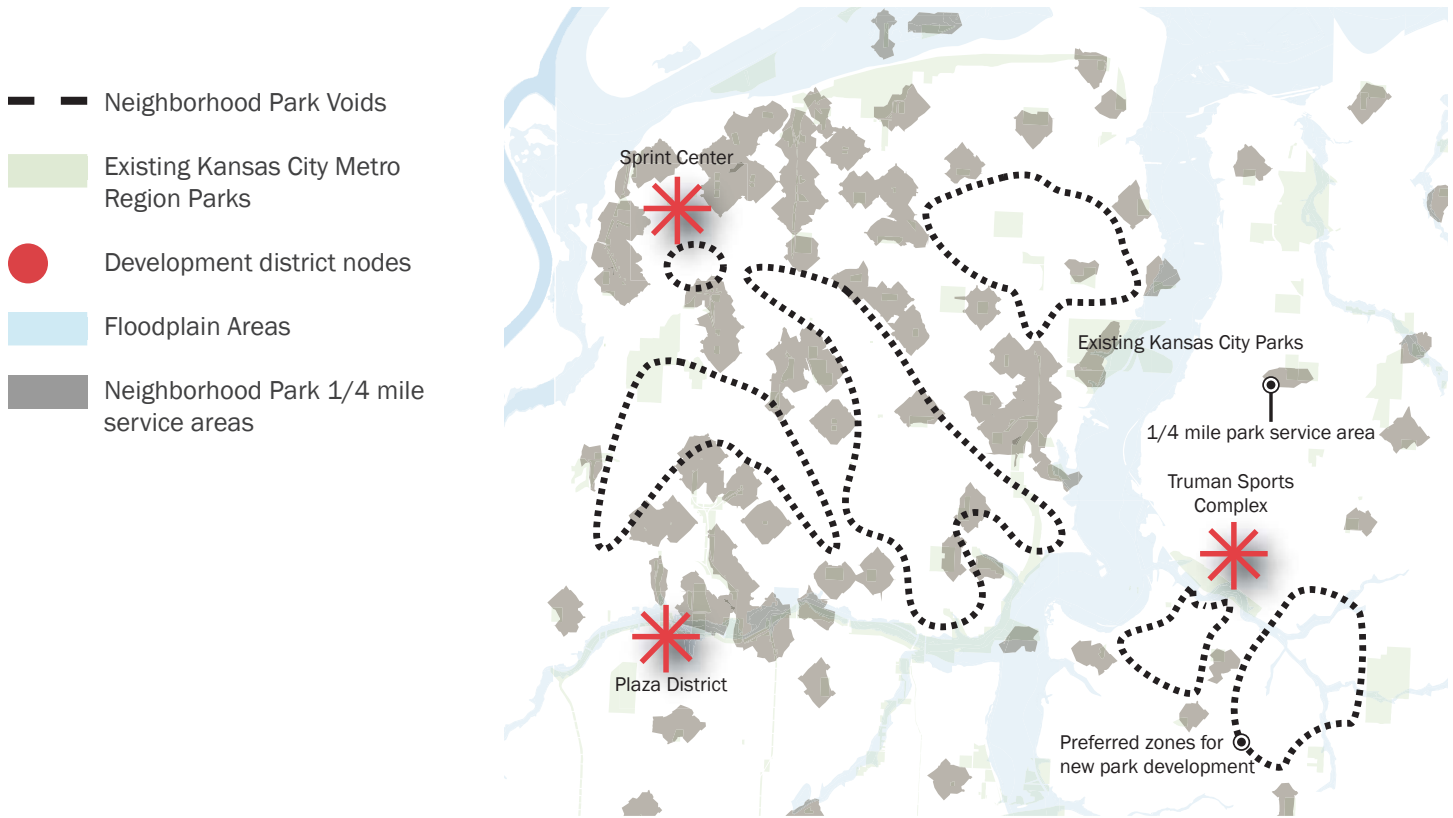 Neighborhood Park Voids
Existing Kansas City Metro
Region Parks
Development district nodes
Floodplain Areas
Neighborhood Park 1/4 mile
service areas
Sprint Center
Existing Kansas City Parks
1/4 mile park service area
Truman Sports
Complex
Plaza District
Preferred zones for
new park development